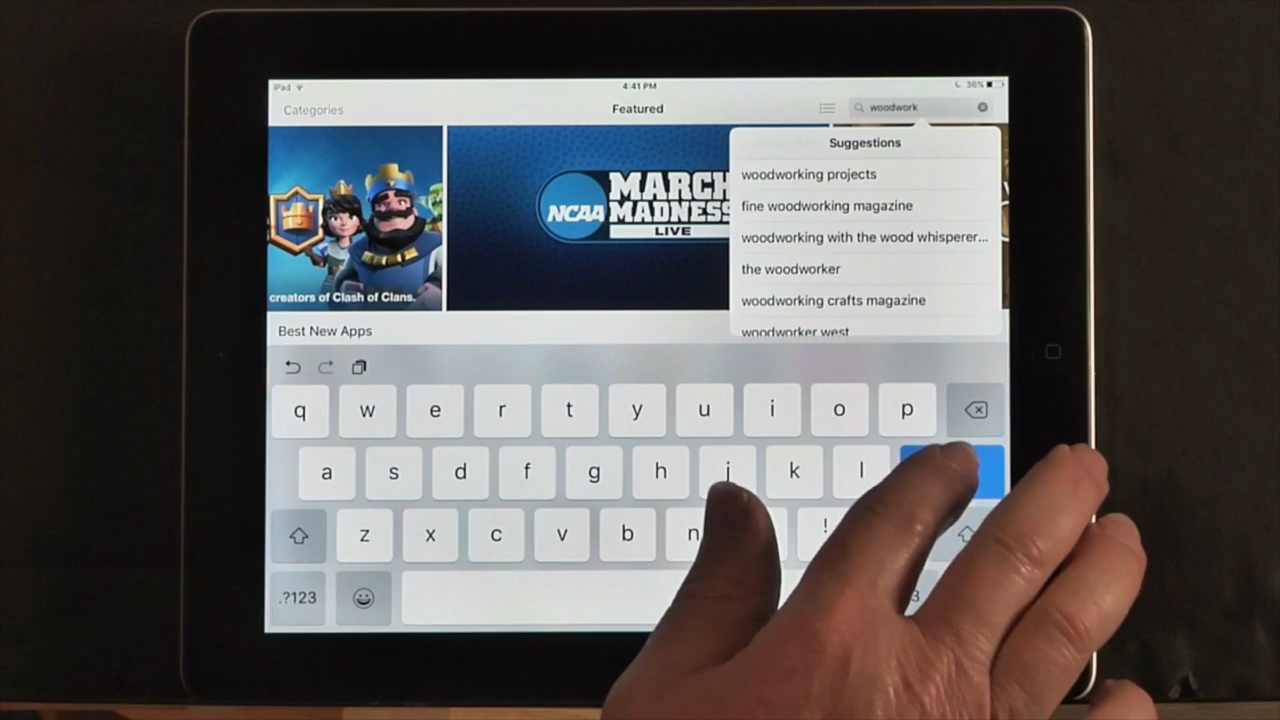 iPad
4:41 PM
36%
Categories
Featured
woodwork
Suggestions
woodworking projects
fine woodworking magazine
woodworking with the wood whisperer...
the woodworker
woodworking crafts magazine
woodworker west
creators of Clash of Clans.
NCAA
MARCH
MADNESS
LIVE
Best New Apps
q w e r t y u i o p
a s d f g h j k l
z x c v b n !
.?123
3